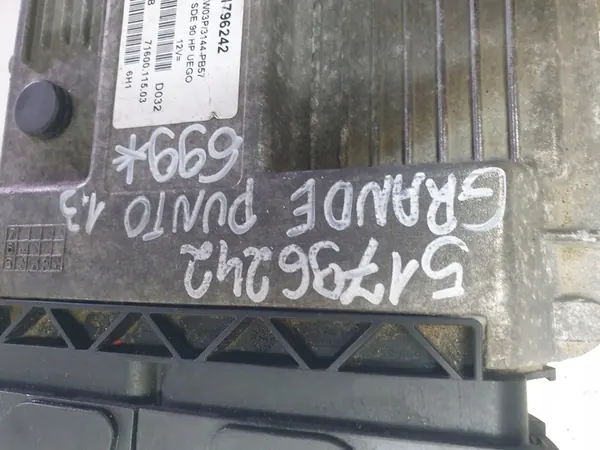 1796242
W03P/3144-PB57
SDE 90 HP UEGO
12V=
D032
71600.115.03
6H1
699*
GRANDE PUNTO 1,3
51796242